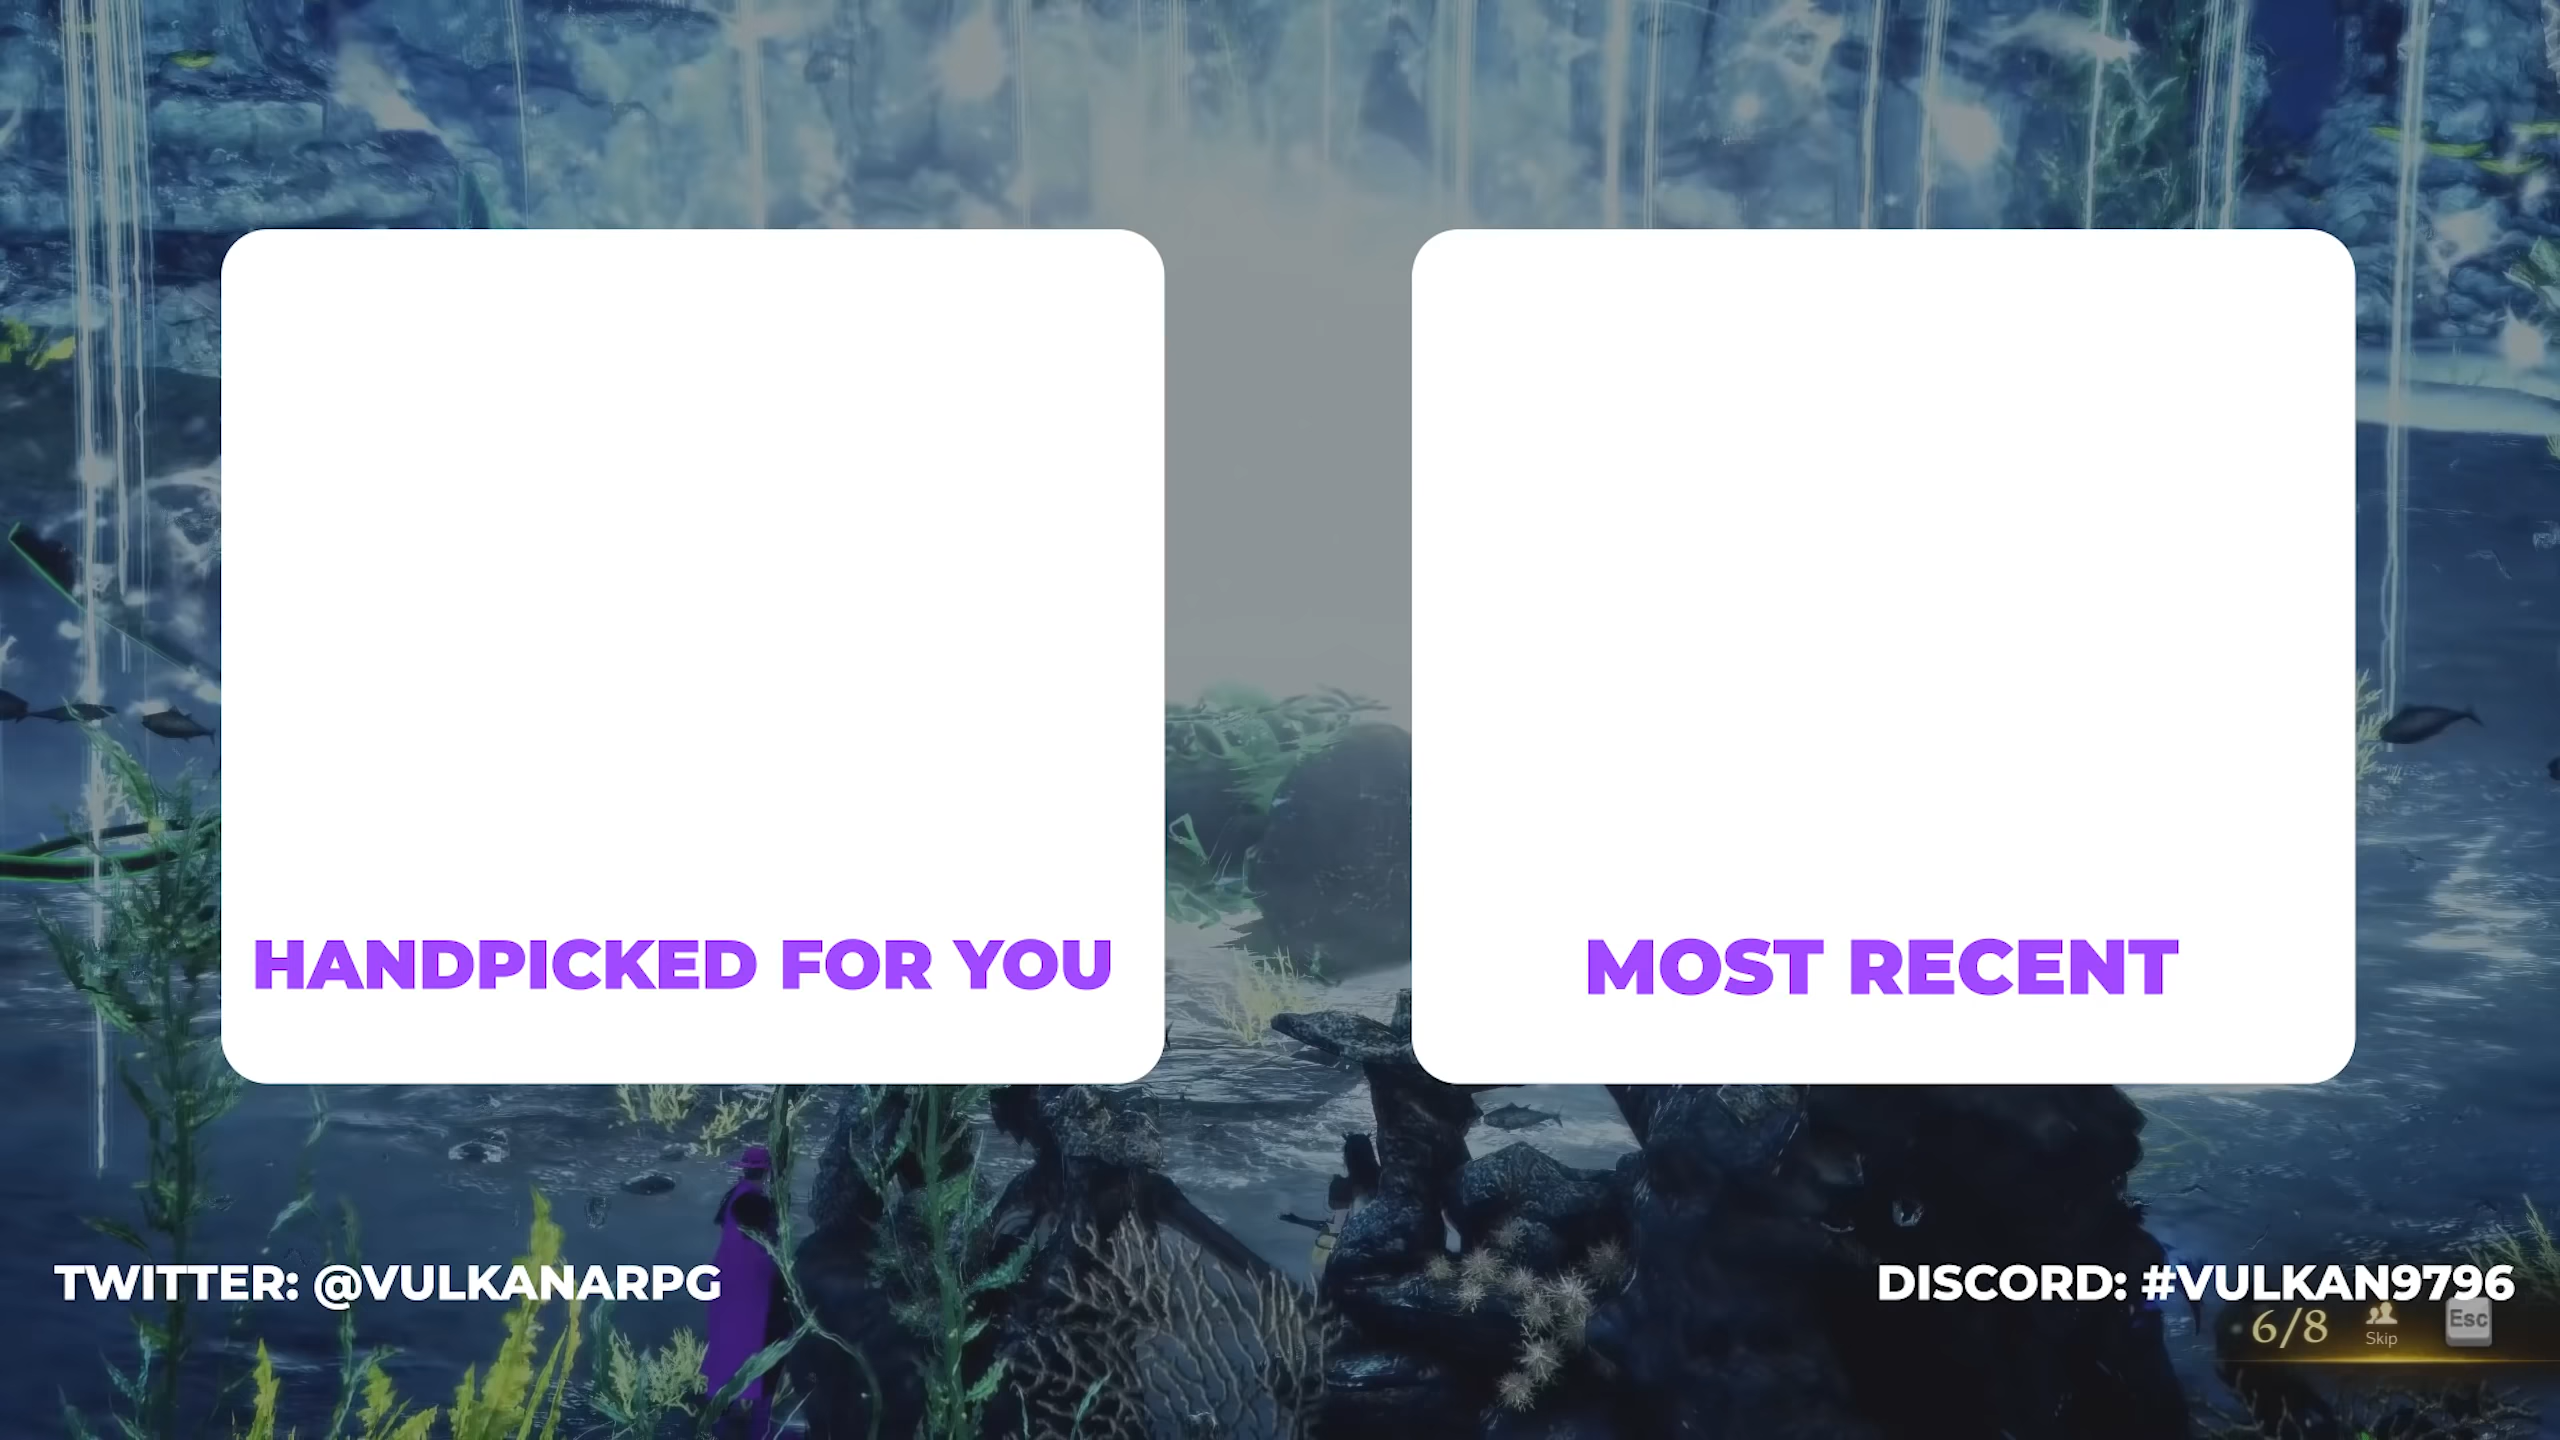 HANDPICKED FOR YOU
MOST RECENT
TWITTER: @VULKANARPG
DISCORD: #VULKAN9796
6/8
Skip
Esc